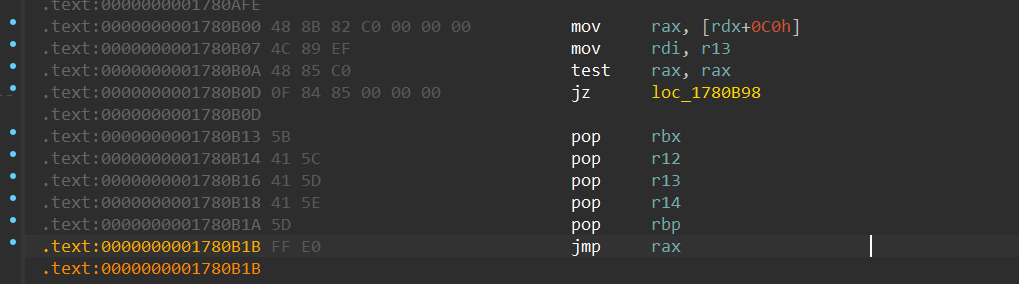 .text:0000000001780AFE
.text:0000000001780B00 48 8B 82 C0 00 00 00 mov rax, [rdx+0C0h]
.text:0000000001780B07 4C 89 EF mov rdi, r13
.text:0000000001780B0A 48 85 C0 test rax, rax
.text:0000000001780B0D 0F 84 85 00 00 00 jz loc_1780B98
.text:0000000001780B0D
.text:0000000001780B13 5B pop rbx
.text:0000000001780B14 41 5C pop r12
.text:0000000001780B16 41 5D pop r13
.text:0000000001780B18 41 5E pop r14
.text:0000000001780B1A 5D pop rbp
.text:0000000001780B1B FF E0 jmp rax
.text:0000000001780B1B